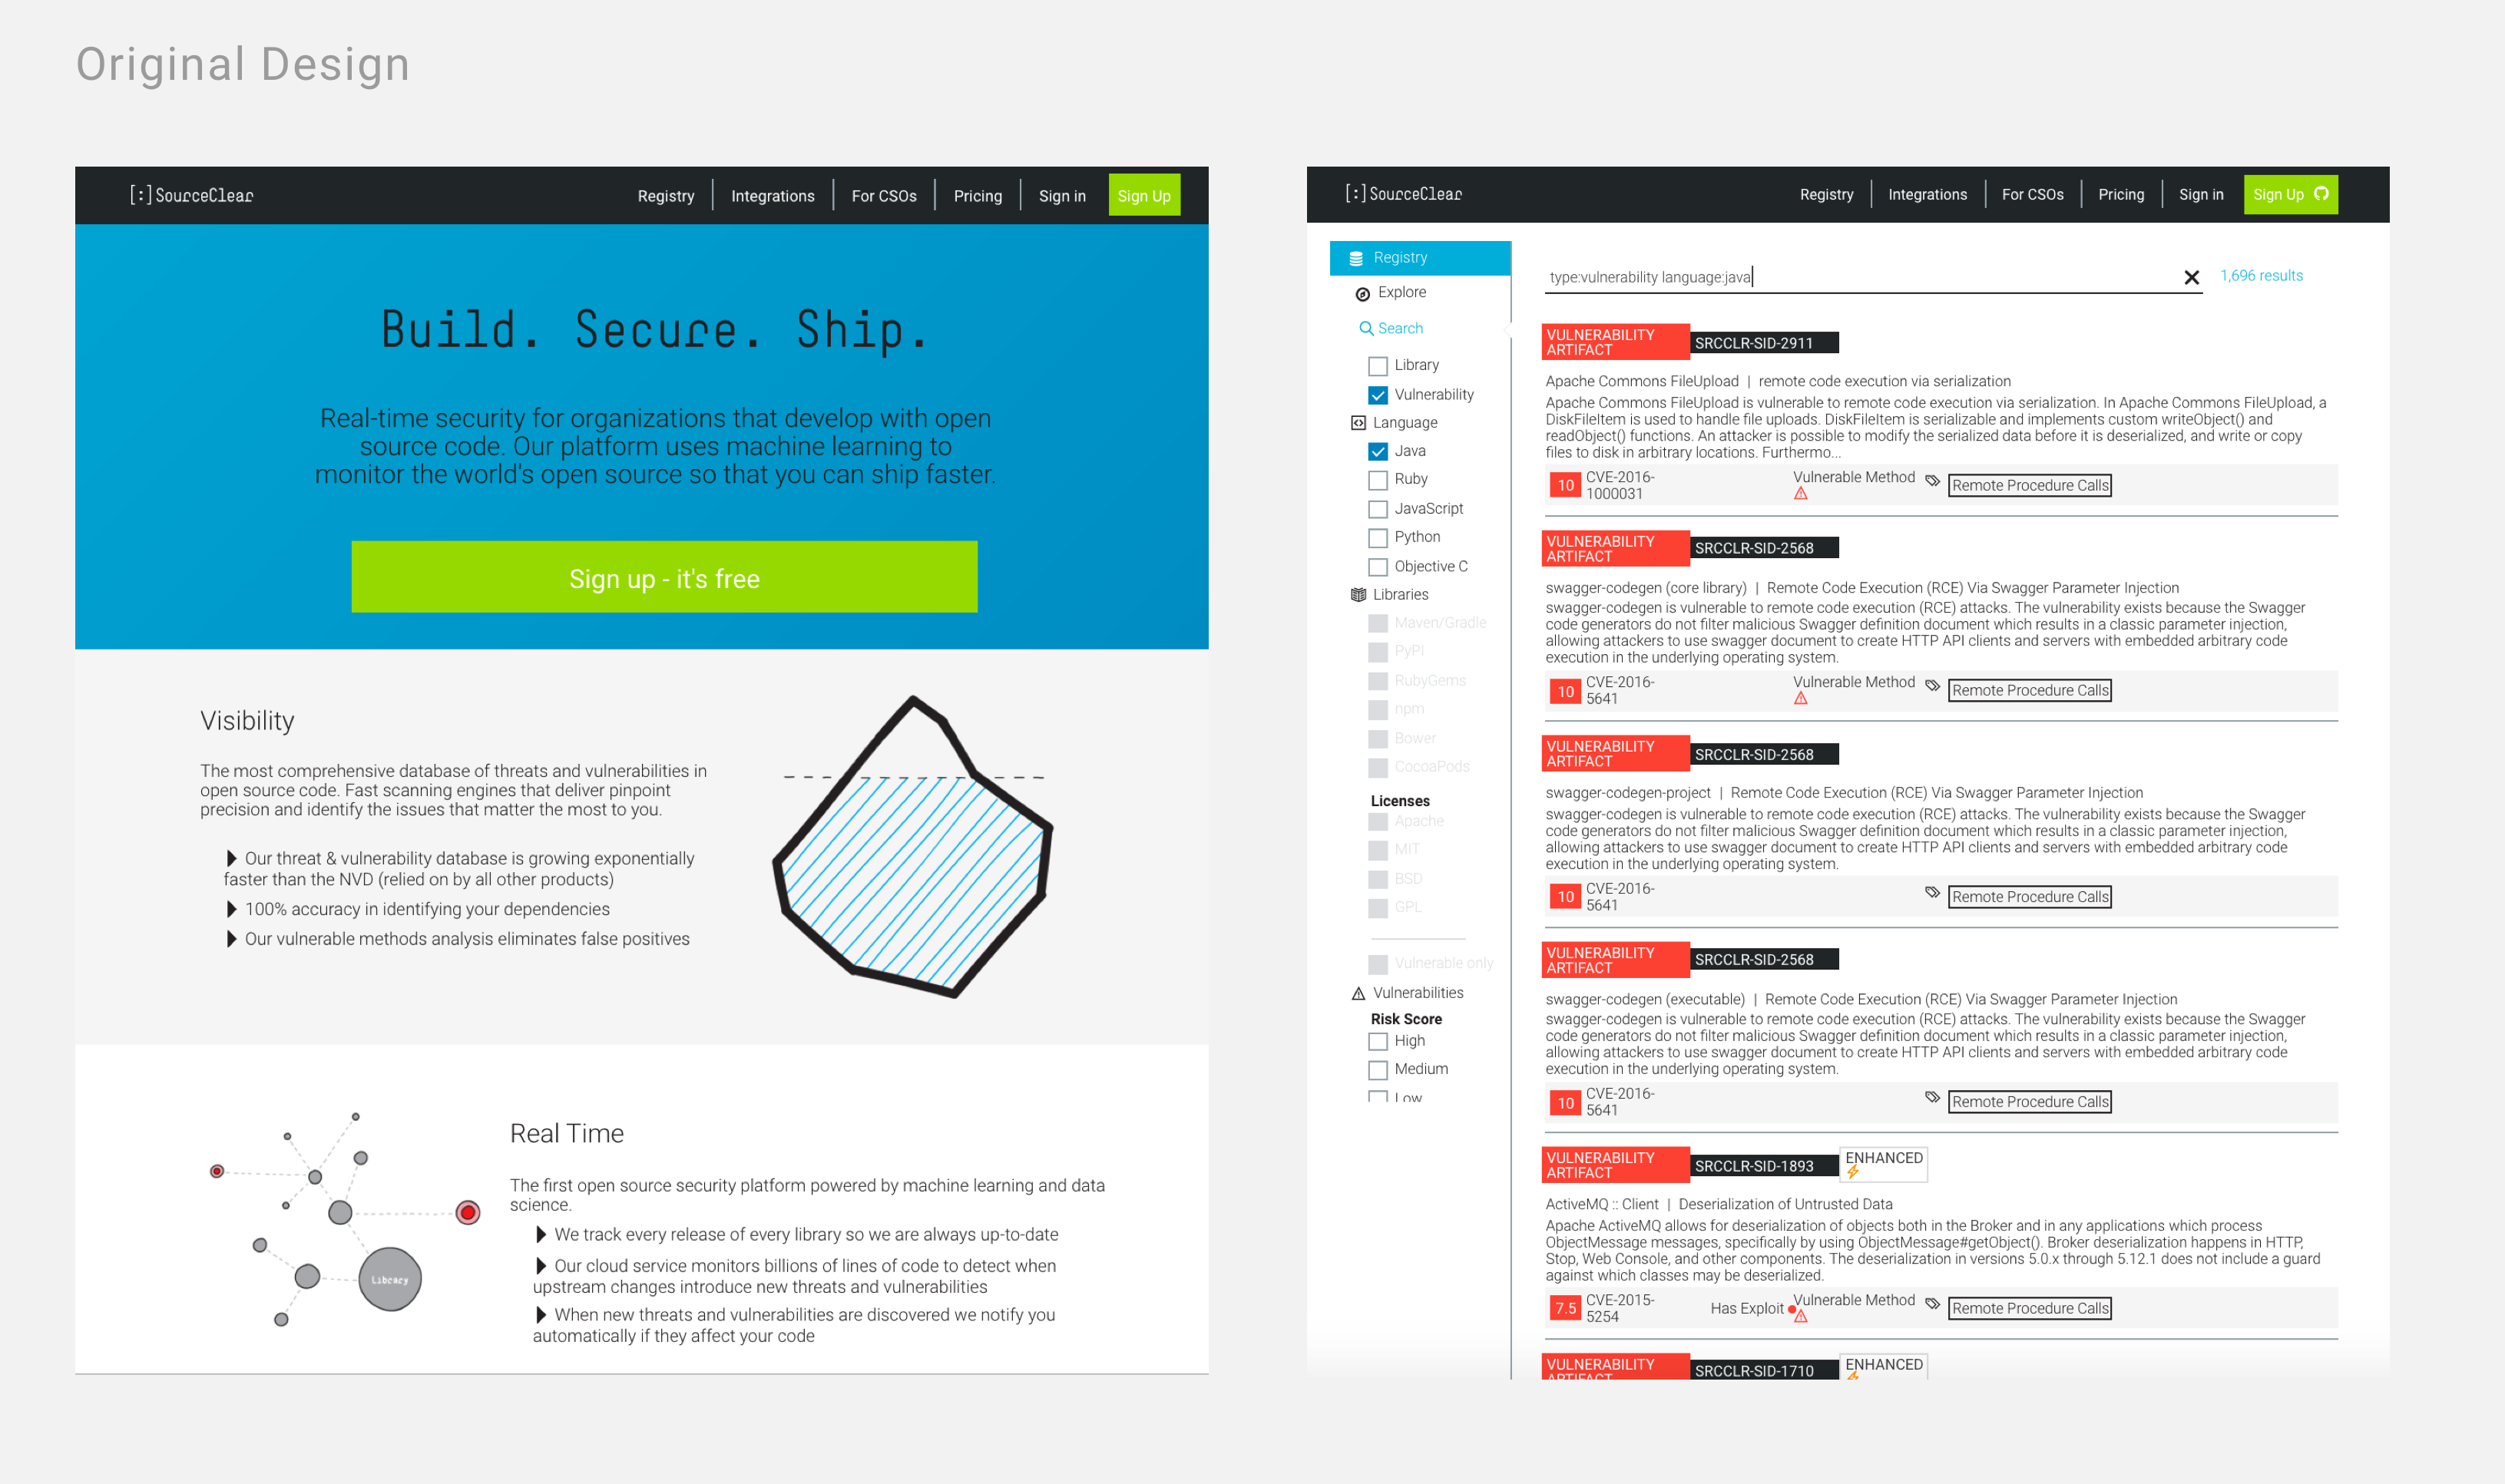 Original Design
[:]SourceClear
Registry
Integrations
For CSOs
Pricing
Sign in
Sign Up
Build. Secure. Ship.
Real-time security for organizations that develop with open
source code. Our platform uses machine learning to
monitor the world's open source so that you can ship faster.
Sign up - it's free
Visibility
The most comprehensive database of threats and vulnerabilities in
open source code. Fast scanning engines that deliver pinpoint
precision and identify the issues that matter the most to you.
Our threat & vulnerability database is growing exponentially
faster than the NVD (relied on by all other products)
100% accuracy in identifying your dependencies
Our vulnerable methods analysis eliminates false positives
Library
Real Time
The first open source security platform powered by machine learning and data
science.
We track every release of every library so we are always up-to-date
Our cloud service monitors billions of lines of code to detect when
upstream changes introduce new threats and vulnerabilities
When new threats and vulnerabilities are discovered we notify you
automatically if they affect your code
[:]SourceClear
Registry
Integrations
For CSOs
Pricing
Sign in
Sign Up
Registry
Explore
Search
Library
Vulnerability
Language
Java
Ruby
JavaScript
Python
Objective C
Libraries
Maven/Gradle
PyPI
RubyGems
npm
Bower
CocoaPods
Licenses
Apache
MIT
BSD
GPL
Vulnerable only
Vulnerabilities
Risk Score
High
Medium
Low
type:vulnerability language:java
1,696 results
VULNERABILITY
ARTIFACT
SRCCLR-SID-2911
Apache Commons FileUpload | remote code execution via serialization
Apache Commons FileUpload is vulnerable to remote code execution via serialization. In Apache Commons FileUpload, a
DiskFileItem is used to handle file uploads. DiskFileItem is serializable and implements custom writeObject() and
readObject() functions. An attacker is possible to modify the serialized data before it is deserialized, and write or copy
files to disk in arbitrary locations. Furthermo...
10
CVE-2016-
1000031
Vulnerable Method
Remote Procedure Calls
VULNERABILITY
ARTIFACT
SRCCLR-SID-2568
swagger-codegen (core library) | Remote Code Execution (RCE) Via Swagger Parameter Injection
swagger-codegen is vulnerable to remote code execution (RCE) attacks. The vulnerability exists because the Swagger
code generators do not filter malicious Swagger definition document which results in a classic parameter injection,
allowing attackers to use swagger document to create HTTP API clients and servers with embedded arbitrary code
execution in the underlying operating system.
10
CVE-2016-
5641
Vulnerable Method
Remote Procedure Calls
VULNERABILITY
ARTIFACT
SRCCLR-SID-2568
swagger-codegen-project | Remote Code Execution (RCE) Via Swagger Parameter Injection
swagger-codegen is vulnerable to remote code execution (RCE) attacks. The vulnerability exists because the Swagger
code generators do not filter malicious Swagger definition document which results in a classic parameter injection,
allowing attackers to use swagger document to create HTTP API clients and servers with embedded arbitrary code
execution in the underlying operating system.
10
CVE-2016-
5641
Remote Procedure Calls
VULNERABILITY
ARTIFACT
SRCCLR-SID-2568
swagger-codegen (executable) | Remote Code Execution (RCE) Via Swagger Parameter Injection
swagger-codegen is vulnerable to remote code execution (RCE) attacks. The vulnerability exists because the Swagger
code generators do not filter malicious Swagger definition document which results in a classic parameter injection,
allowing attackers to use swagger document to create HTTP API clients and servers with embedded arbitrary code
execution in the underlying operating system.
10
CVE-2016-
5641
Remote Procedure Calls
VULNERABILITY
ARTIFACT
SRCCLR-SID-1893
ENHANCED
ActiveMQ :: Client | Deserialization of Untrusted Data
Apache ActiveMQ allows for deserialization of objects both in the Broker and in any applications which process
ObjectMessage messages, specifically by using ObjectMessage#getObject(). Broker deserialization happens in HTTP,
Stop, Web Console, and other components. The deserialization in versions 5.0.x through 5.12.1 does not include a guard
against which classes may be deserialized.
7.5
CVE-2015-
5254
Has Exploit
Vulnerable Method
Remote Procedure Calls
VULNERABILITY
ARTIFACT
SRCCLR-SID-1710
ENHANCED